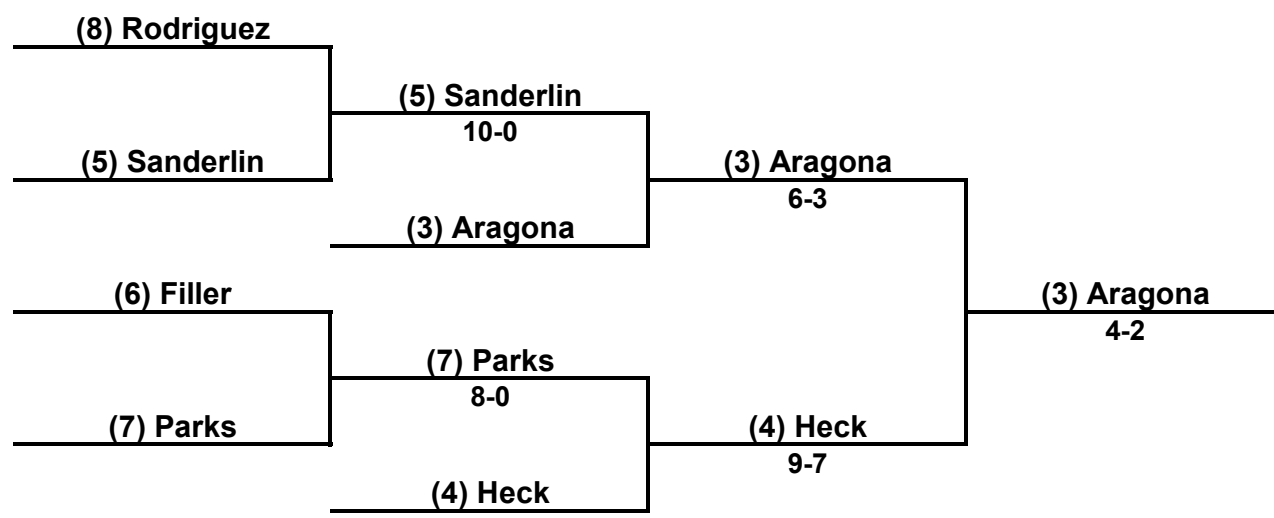 (8) Rodriguez
(5) Sanderlin
10-0
(5) Sanderlin
(3) Aragona
6-3
(3) Aragona
(6) Filler
(3) Aragona
4-2
(7) Parks
8-0
(7) Parks
(4) Heck
9-7
(4) Heck